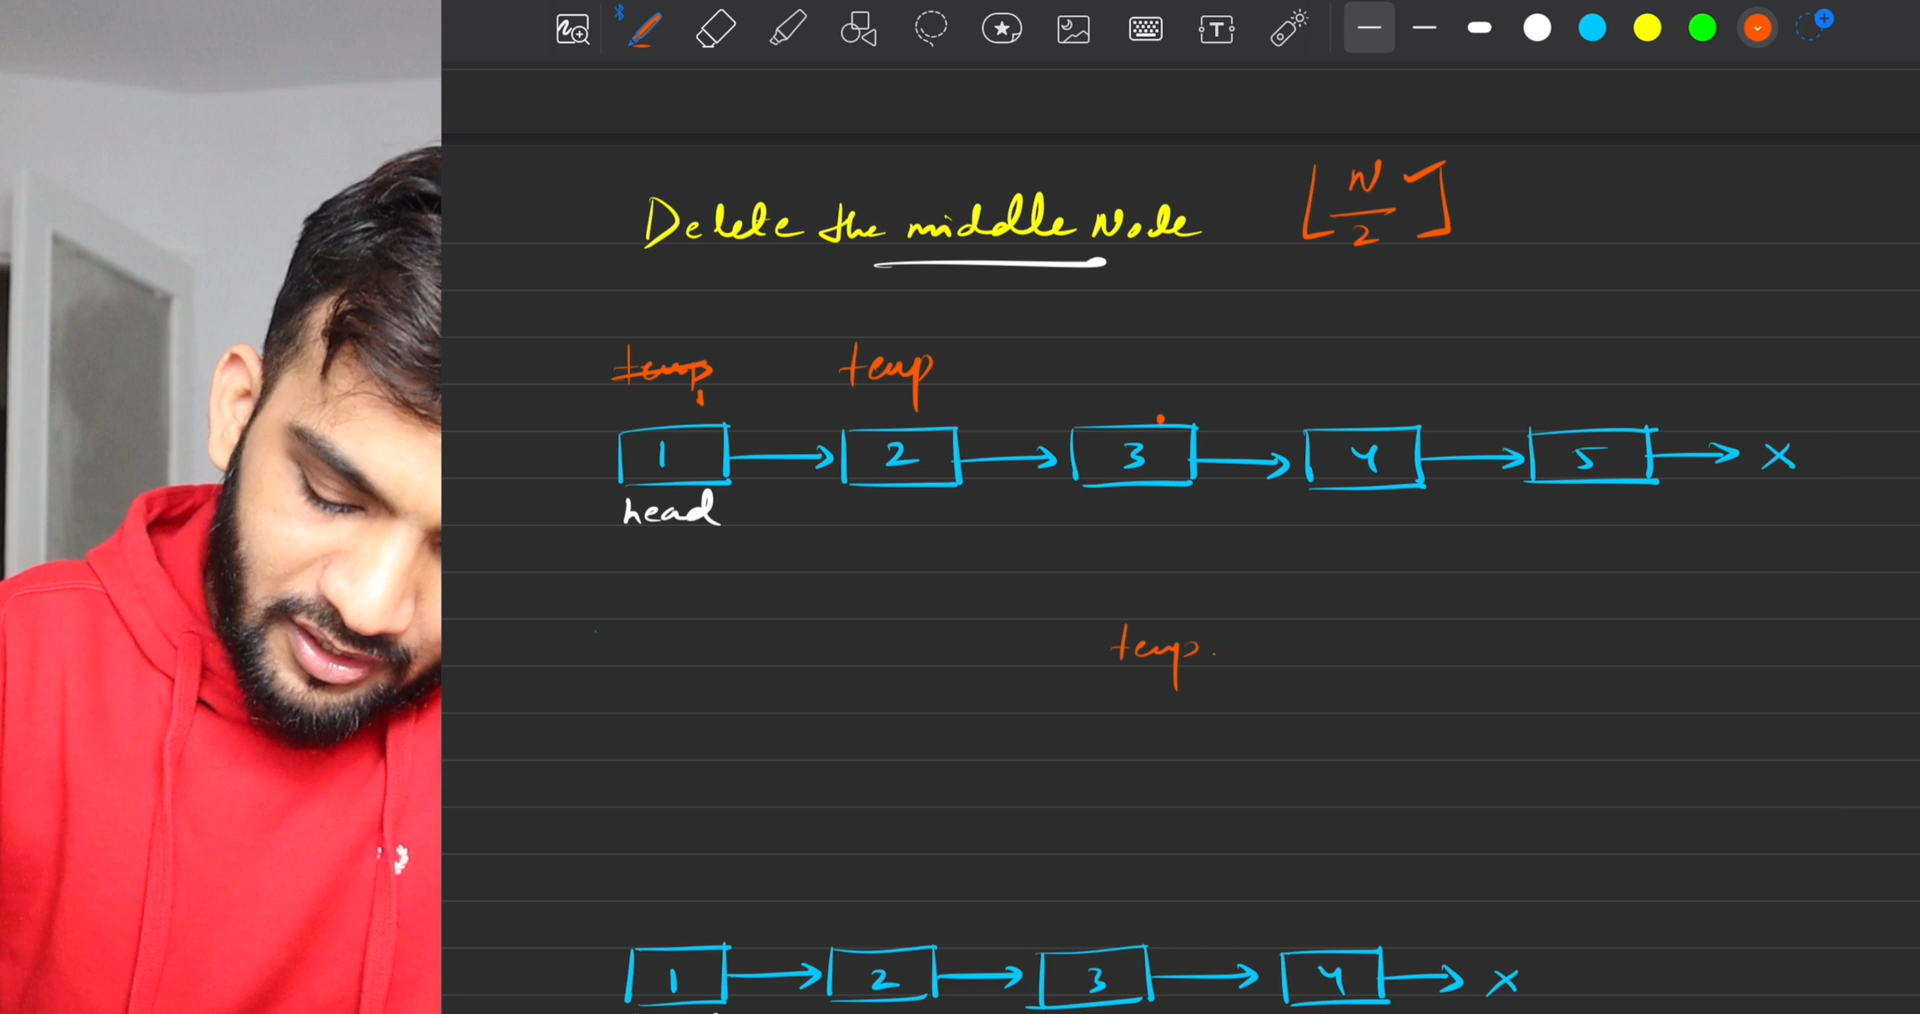 Delete the middle Node
[N/2]
temp temp
1 2 3 4 5 X
head
temp.
1 2 3 4 X